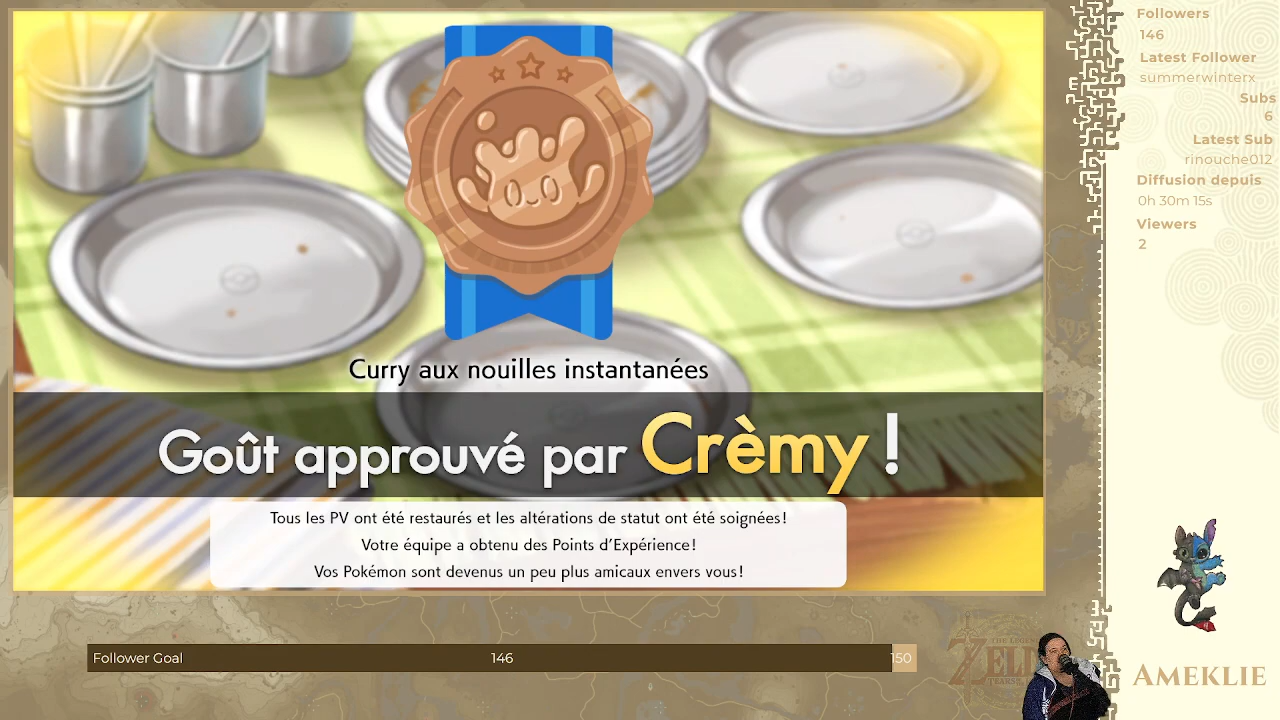 Curry aux nouilles instantanées
Goût approuvé par Crèmy !
Tous les PV ont été restaurés et les altérations de statut ont été soignées!
Votre équipe a obtenu des Points d'Expérience!
Vos Pokémon sont devenus un peu plus amicaux envers vous!
Followers
146
Latest Follower
summerwinterx
Subs
6
Latest Sub
rinouche012
Diffusion depuis
0h 30m 15s
Viewers
2
Follower Goal
146
150
THE LEGEND
ZELD
AMEKLIE